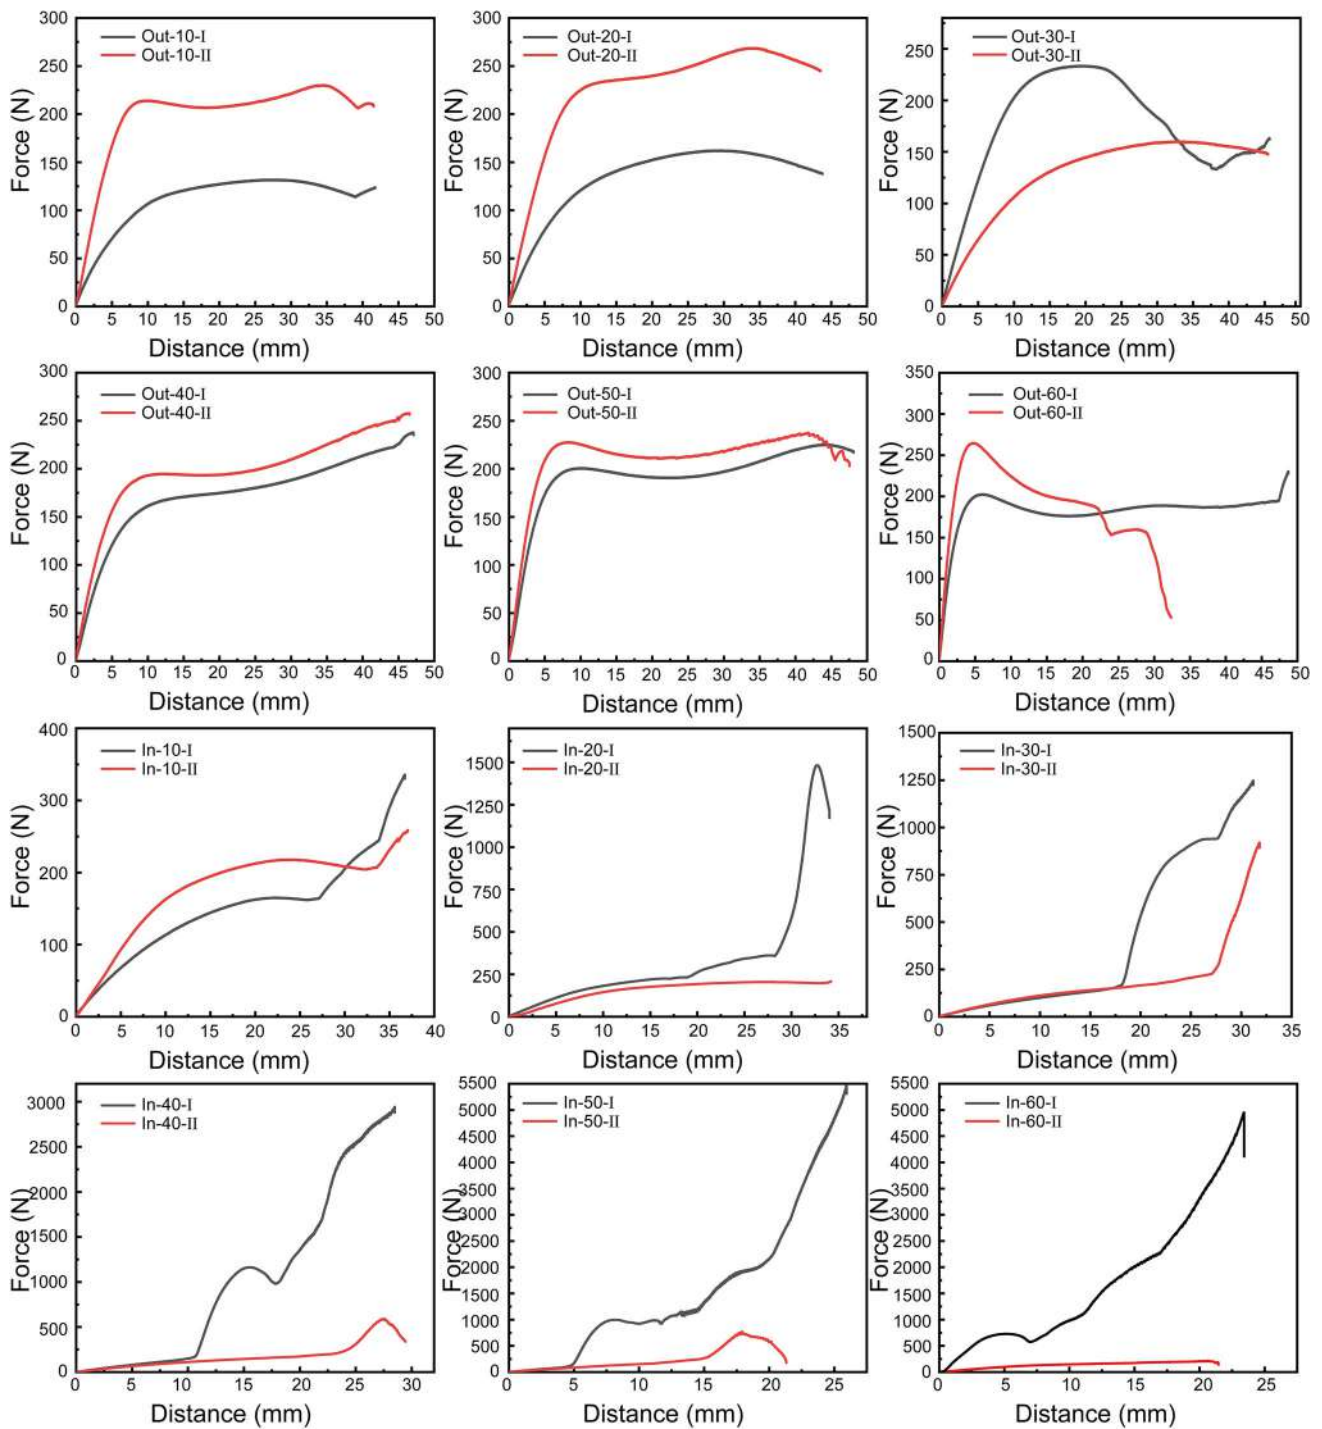 Out-10-I
Out-10-II
Force (N)
300
250
200
150
100
50
0
0 5 10 15 20 25 30 35 40 45 50
Distance (mm)
Out-20-I
Out-20-II
Force (N)
300
250
200
150
100
50
0
0 5 10 15 20 25 30 35 40 45 50
Distance (mm)
Out-30-I
Out-30-II
Force (N)
250
200
150
100
50
0
0 5 10 15 20 25 30 35 40 45 50
Distance (mm)
Out-40-I
Out-40-II
Force (N)
300
250
200
150
100
50
0
0 5 10 15 20 25 30 35 40 45 50
Distance (mm)
Out-50-I
Out-50-II
Force (N)
300
250
200
150
100
50
0
0 5 10 15 20 25 30 35 40 45 50
Distance (mm)
Out-60-I
Out-60-II
Force (N)
350
300
250
200
150
100
50
0
0 5 10 15 20 25 30 35 40 45 50
Distance (mm)
In-10-I
In-10-II
Force (N)
400
300
200
100
0
0 5 10 15 20 25 30 35 40
Distance (mm)
In-20-I
In-20-II
Force (N)
1500
1250
1000
750
500
250
0
0 5 10 15 20 25 30 35
Distance (mm)
In-30-I
In-30-II
Force (N)
1500
1250
1000
750
500
250
0
0 5 10 15 20 25 30 35
Distance (mm)
In-40-I
In-40-II
Force (N)
3000
2500
2000
1500
1000
500
0
0 5 10 15 20 25 30
Distance (mm)
In-50-I
In-50-II
Force (N)
5500
5000
4500
4000
3500
3000
2500
2000
1500
1000
500
0
0 5 10 15 20 25
Distance (mm)
In-60-I
In-60-II
Force (N)
5500
5000
4500
4000
3500
3000
2500
2000
1500
1000
500
0
0 5 10 15 20 25
Distance (mm)